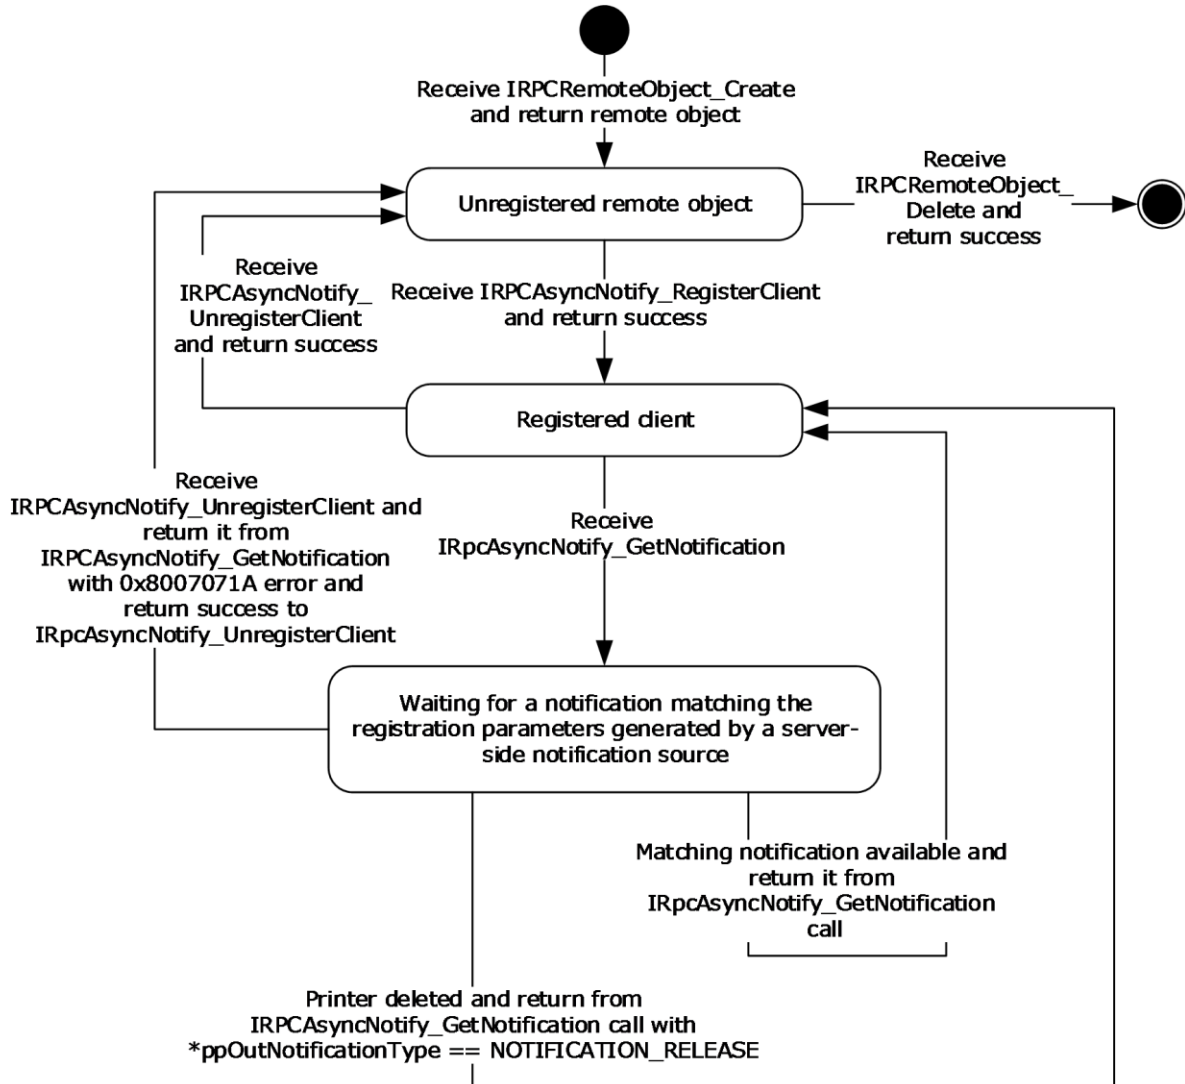 Receive IRPCRemoteObject_Create
and return remote object
Unregistered remote object
Receive
IRPCRemoteObject_
Delete and
return success
Receive
IRPCAsyncNotify_
UnregisterClient
and return success
Receive IRPCAsyncNotify_RegisterClient
and return success
Registered client
Receive
IRPCAsyncNotify_UnregisterClient and
return it from
IRPCAsyncNotify_GetNotification
with 0x8007071A error and
return success to
IRpcAsyncNotify_UnregisterClient
Receive
IRpcAsyncNotify_GetNotification
Waiting for a notification matching the
registration parameters generated by a server-
side notification source
Matching notification available and
return it from
IRpcAsyncNotify_GetNotification
call
Printer deleted and return from
IRPCAsyncNotify_GetNotification call with
*ppOutNotificationType == NOTIFICATION_RELEASE